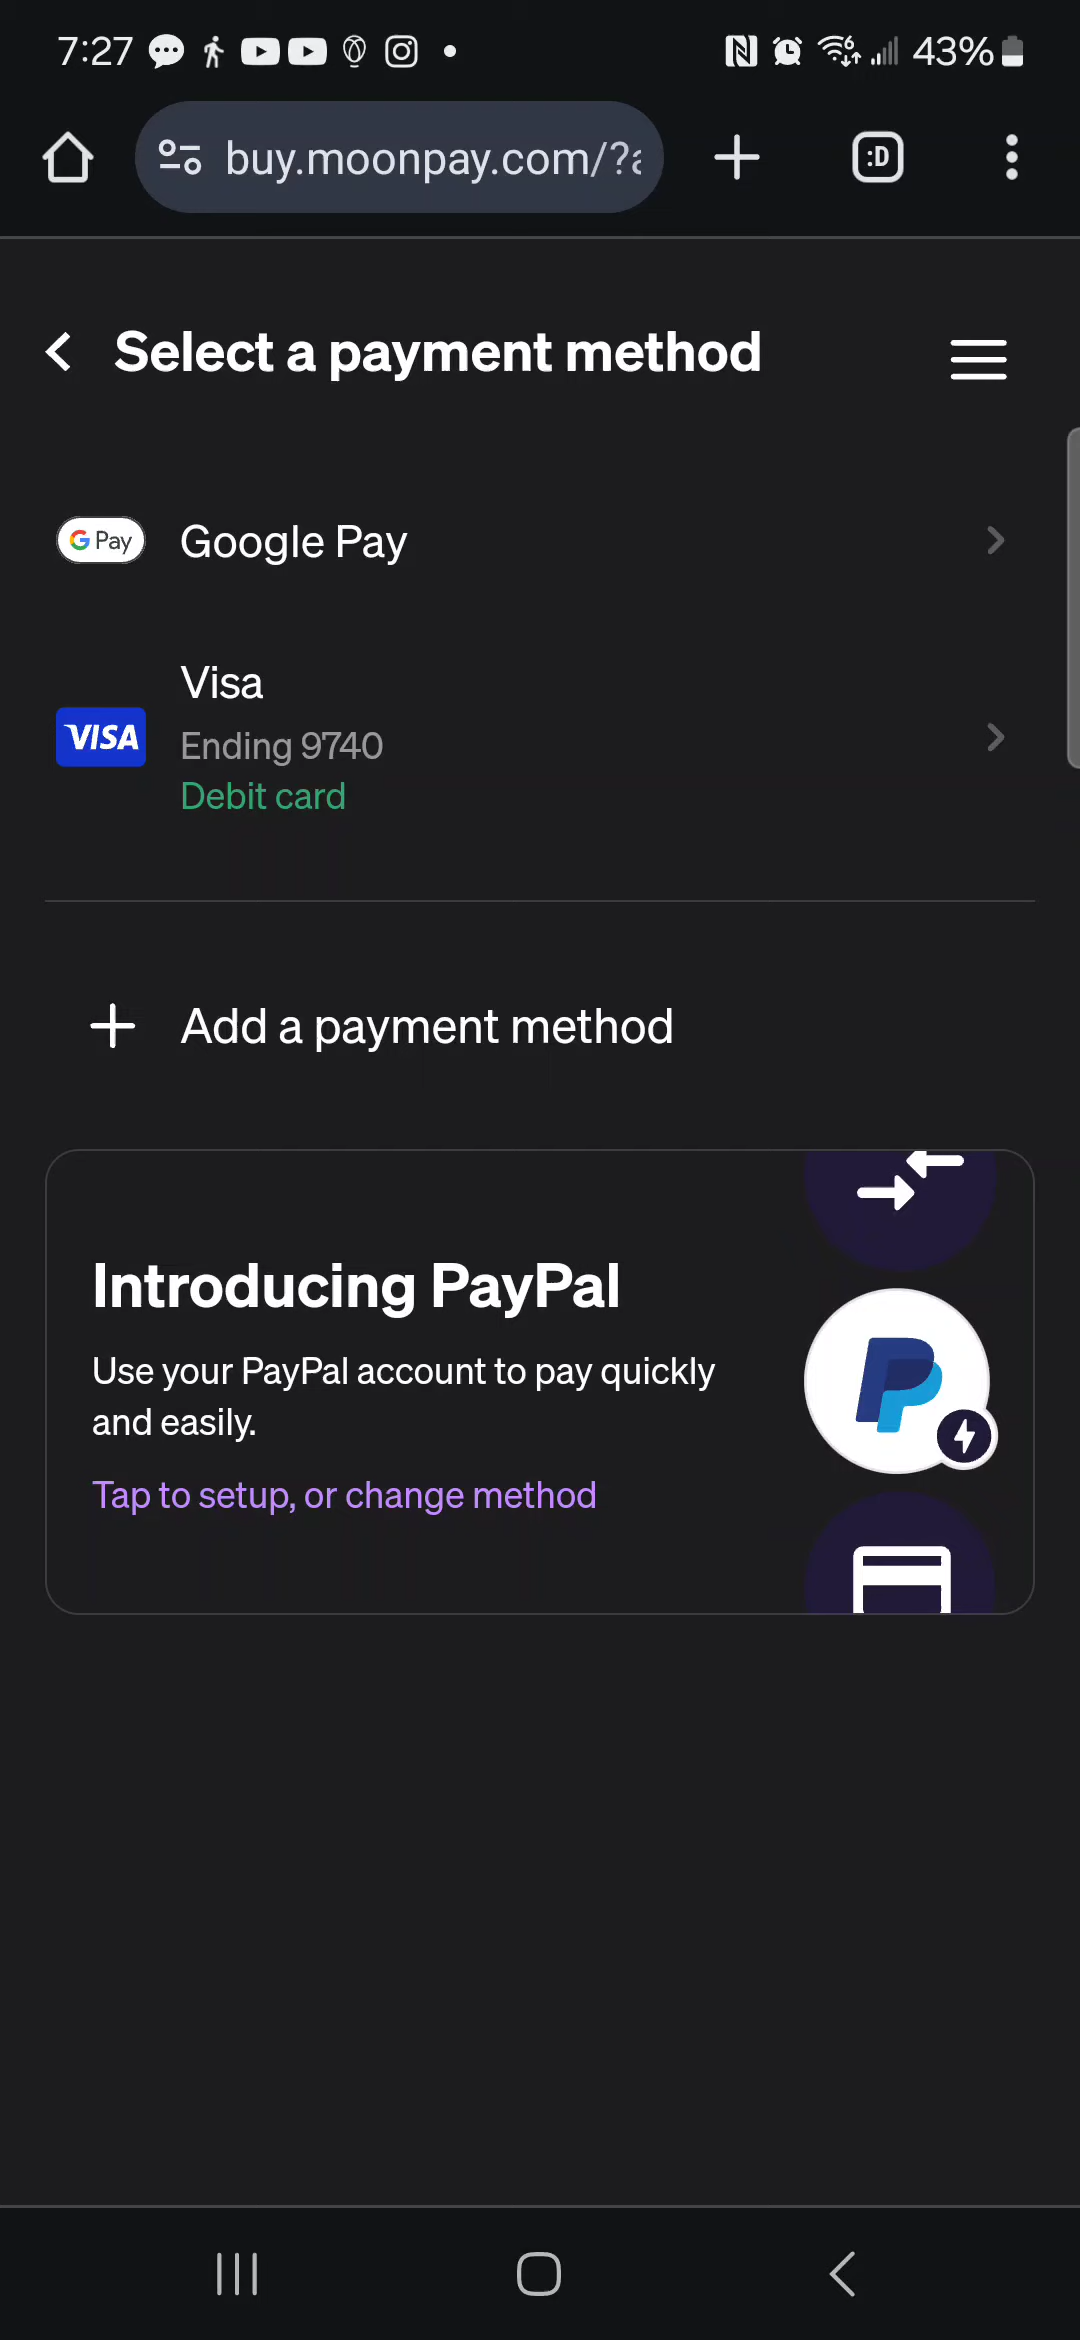 7:27
43%
buy.moonpay.com/?a
:D
Select a payment method
G Pay
Google Pay
Visa
VISA
Ending 9740
Debit card
Add a payment method
Introducing PayPal
Use your PayPal account to pay quickly
and easily.
Tap to setup, or change method